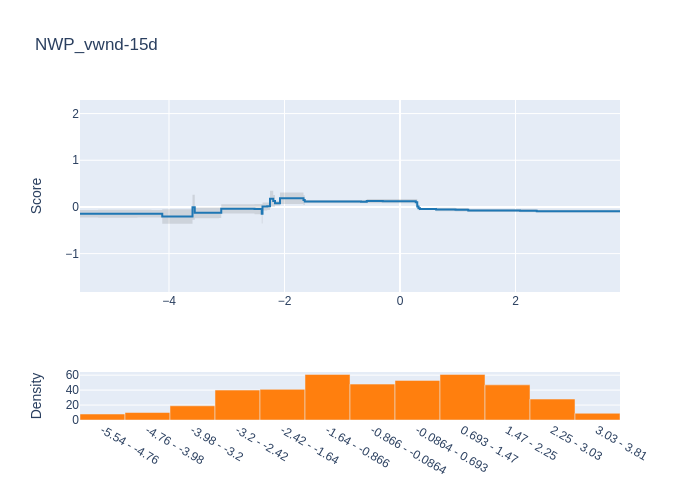 NWP_vwnd-15d
2
1
0
−1
Score
−4
−2
0
2
60
40
20
0
Density
-5.54 - -4.76
-4.76 - -3.98
-3.98 - -3.2
-3.2 - -2.42
-2.42 - -1.64
-1.64 - -0.866
-0.866 - -0.0864
-0.0864 - 0.693
0.693 - 1.47
1.47 - 2.25
2.25 - 3.03
3.03 - 3.81